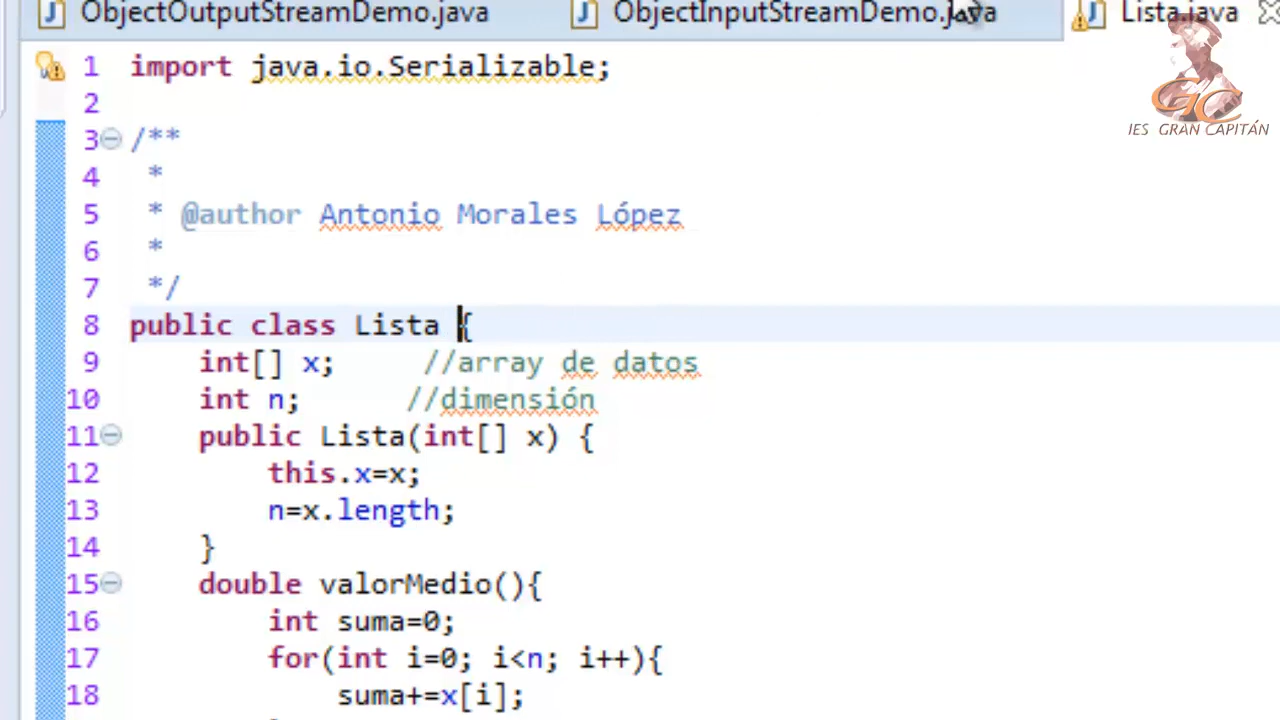 ObjectOutputStreamDemo.java ObjectInputStreamDemo.java Lista.java
GC
IES GRAN CAPITÁN
1 import java.io.Serializable;
2
3 /**
4 *
5 * @author Antonio Morales López
6 *
7 */
8 public class Lista {
9 int[] x; //array de datos
10 int n; //dimensión
11 public Lista(int[] x) {
12 this.x=x;
13 n=x.length;
14 }
15 double valorMedio(){
16 int suma=0;
17 for(int i=0; i<n; i++){
18 suma+=x[i];